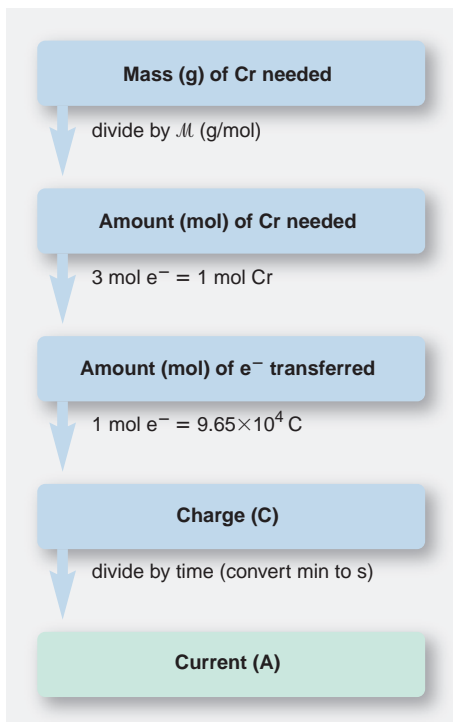 Mass (g) of Cr needed
divide by ℳ (g/mol)
Amount (mol) of Cr needed
3 mol e⁻ = 1 mol Cr
Amount (mol) of e⁻ transferred
1 mol e⁻ = 9.65×10⁴ C
Charge (C)
divide by time (convert min to s)
Current (A)